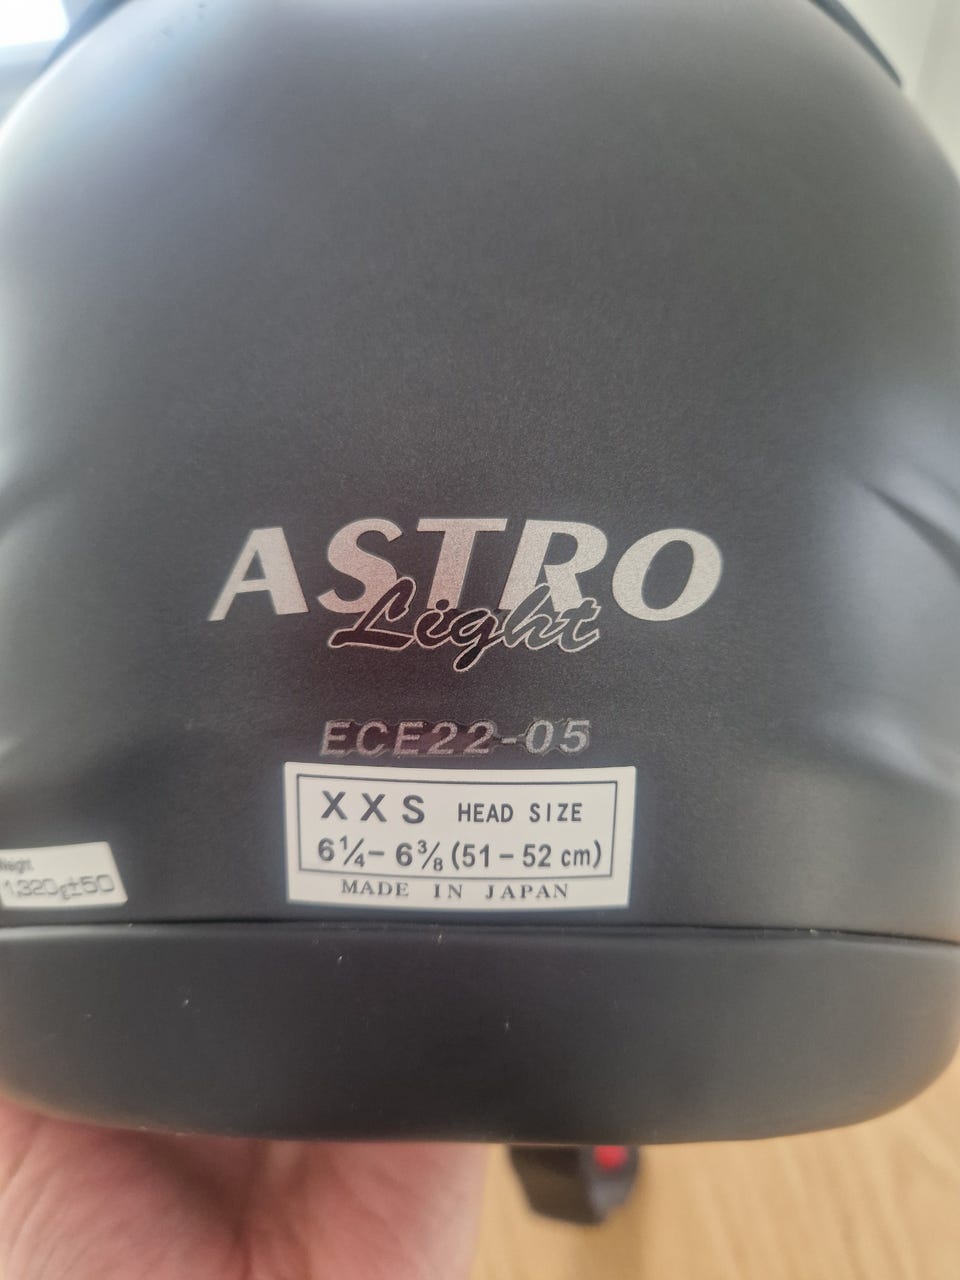 ASTRO
Light
ECE22-05
XXS HEAD SIZE
6¼- 6⅜ (51 - 52 cm)
MADE IN JAPAN
Weight
1,320g±50